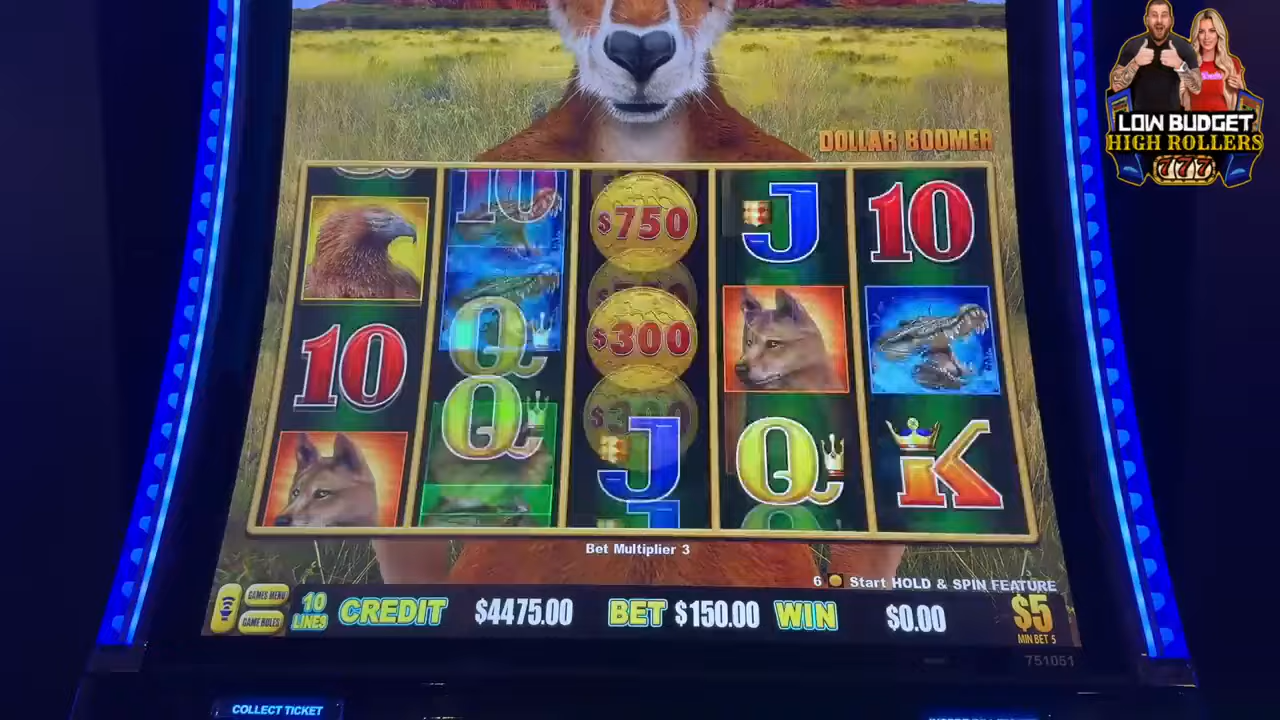 LOW BUDGET
HIGH ROLLERS
777
DOLLAR BOOMER
10
$750
J
10
10
$300
Q
Q
J
Q
K
Bet Multiplier 3
6 Start HOLD & SPIN FEATURE
GAMES MENU
GAME RULES
10 LINES
CREDIT $4475.00 BET $150.00 WIN $0.00
$5
MIN BET 5
751051
COLLECT TICKET